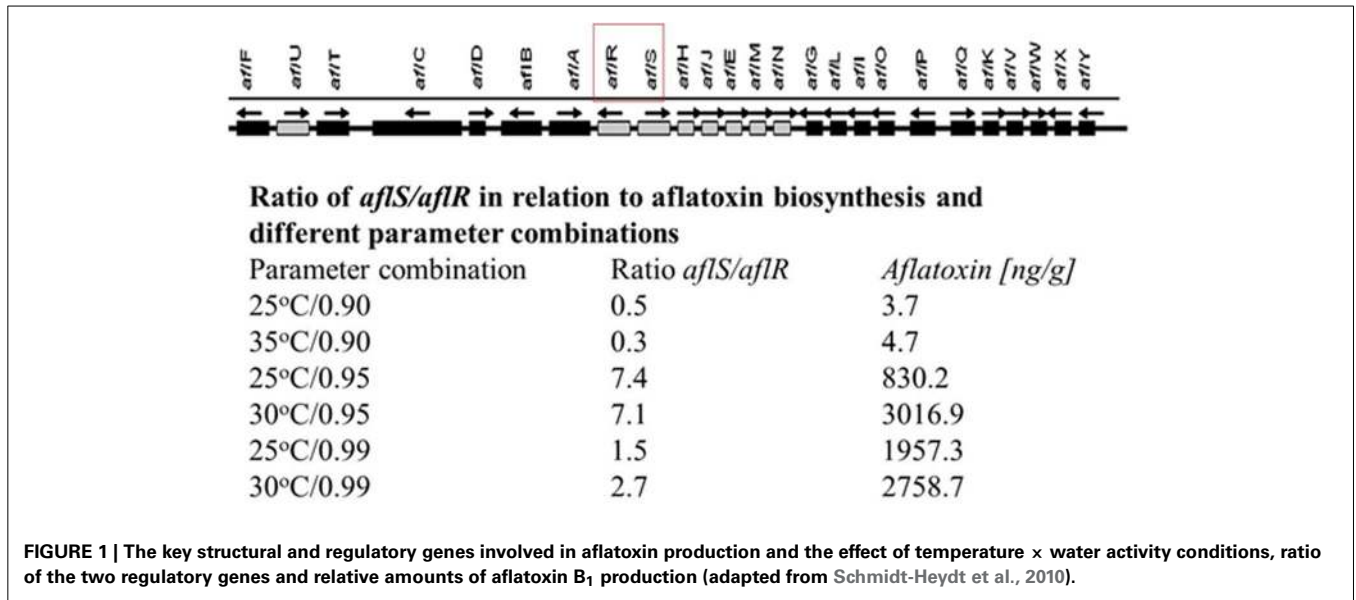 aflF aflU aflT aflC aflD aflB aflA aflR aflS aflH aflJ aflE aflM aflN aflG aflL aflI aflO aflP aflQ aflK aflV aflW aflX aflY
Ratio of aflS/aflR in relation to aflatoxin biosynthesis and
different parameter combinations
Parameter combination Ratio aflS/aflR Aflatoxin [ng/g]
25°C/0.90 0.5 3.7
35°C/0.90 0.3 4.7
25°C/0.95 7.4 830.2
30°C/0.95 7.1 3016.9
25°C/0.99 1.5 1957.3
30°C/0.99 2.7 2758.7
FIGURE 1 | The key structural and regulatory genes involved in aflatoxin production and the effect of temperature × water activity conditions, ratio
of the two regulatory genes and relative amounts of aflatoxin B₁ production (adapted from Schmidt-Heydt et al., 2010).